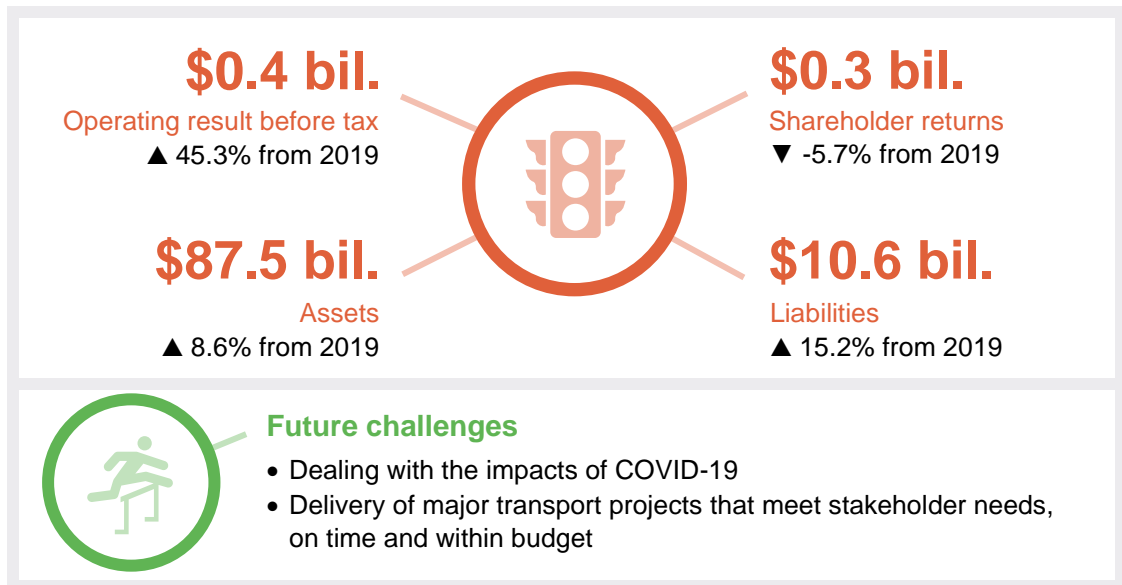 $0.4 bil.
Operating result before tax
▲ 45.3% from 2019
$0.3 bil.
Shareholder returns
▼ -5.7% from 2019
$87.5 bil.
Assets
▲ 8.6% from 2019
$10.6 bil.
Liabilities
▲ 15.2% from 2019
Future challenges
• Dealing with the impacts of COVID-19
• Delivery of major transport projects that meet stakeholder needs,
on time and within budget